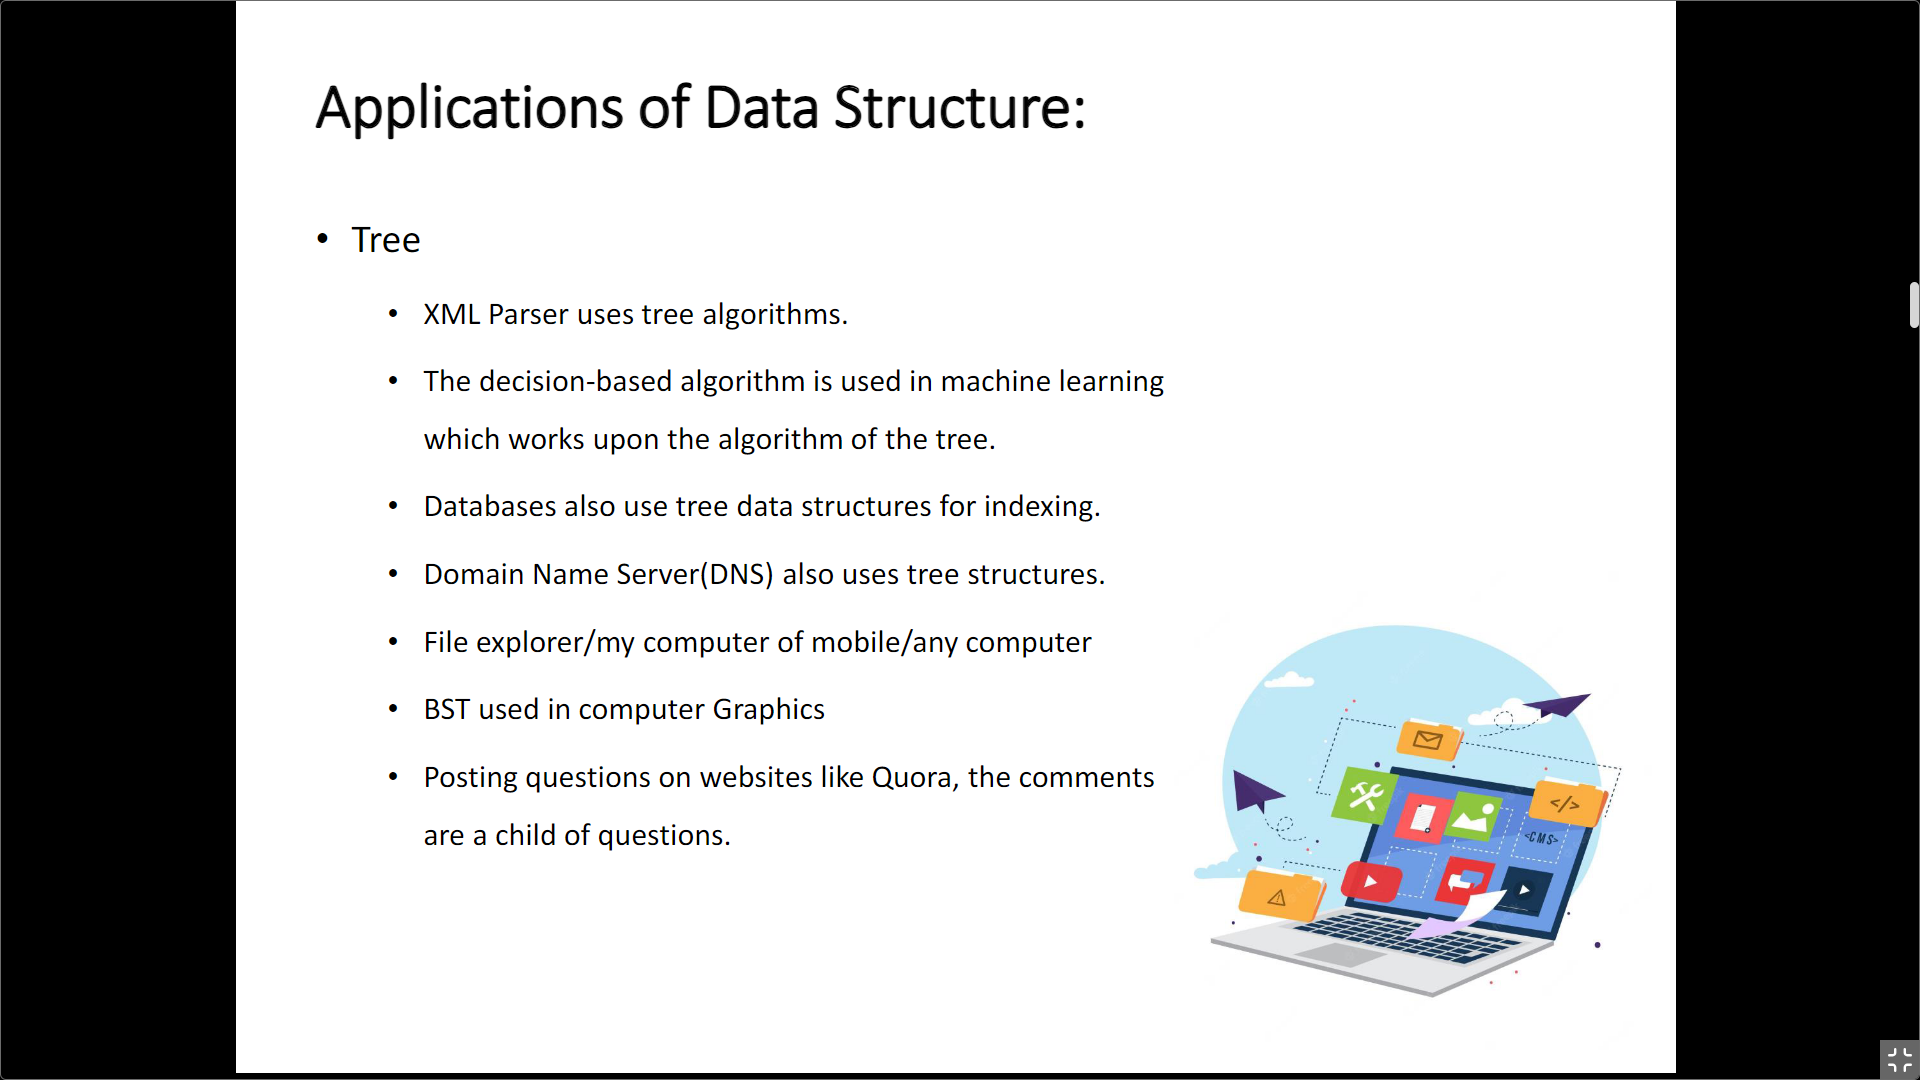 Applications of Data Structure:
• Tree
• XML Parser uses tree algorithms.
• The decision-based algorithm is used in machine learning
which works upon the algorithm of the tree.
• Databases also use tree data structures for indexing.
• Domain Name Server(DNS) also uses tree structures.
• File explorer/my computer of mobile/any computer
• BST used in computer Graphics
• Posting questions on websites like Quora, the comments
are a child of questions.
</>
<CMS>